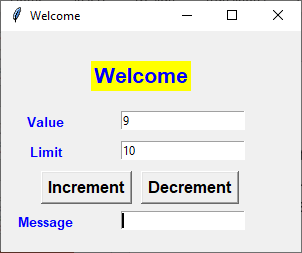 Welcome
Welcome
Value 9
Limit 10
Increment Decrement
Message